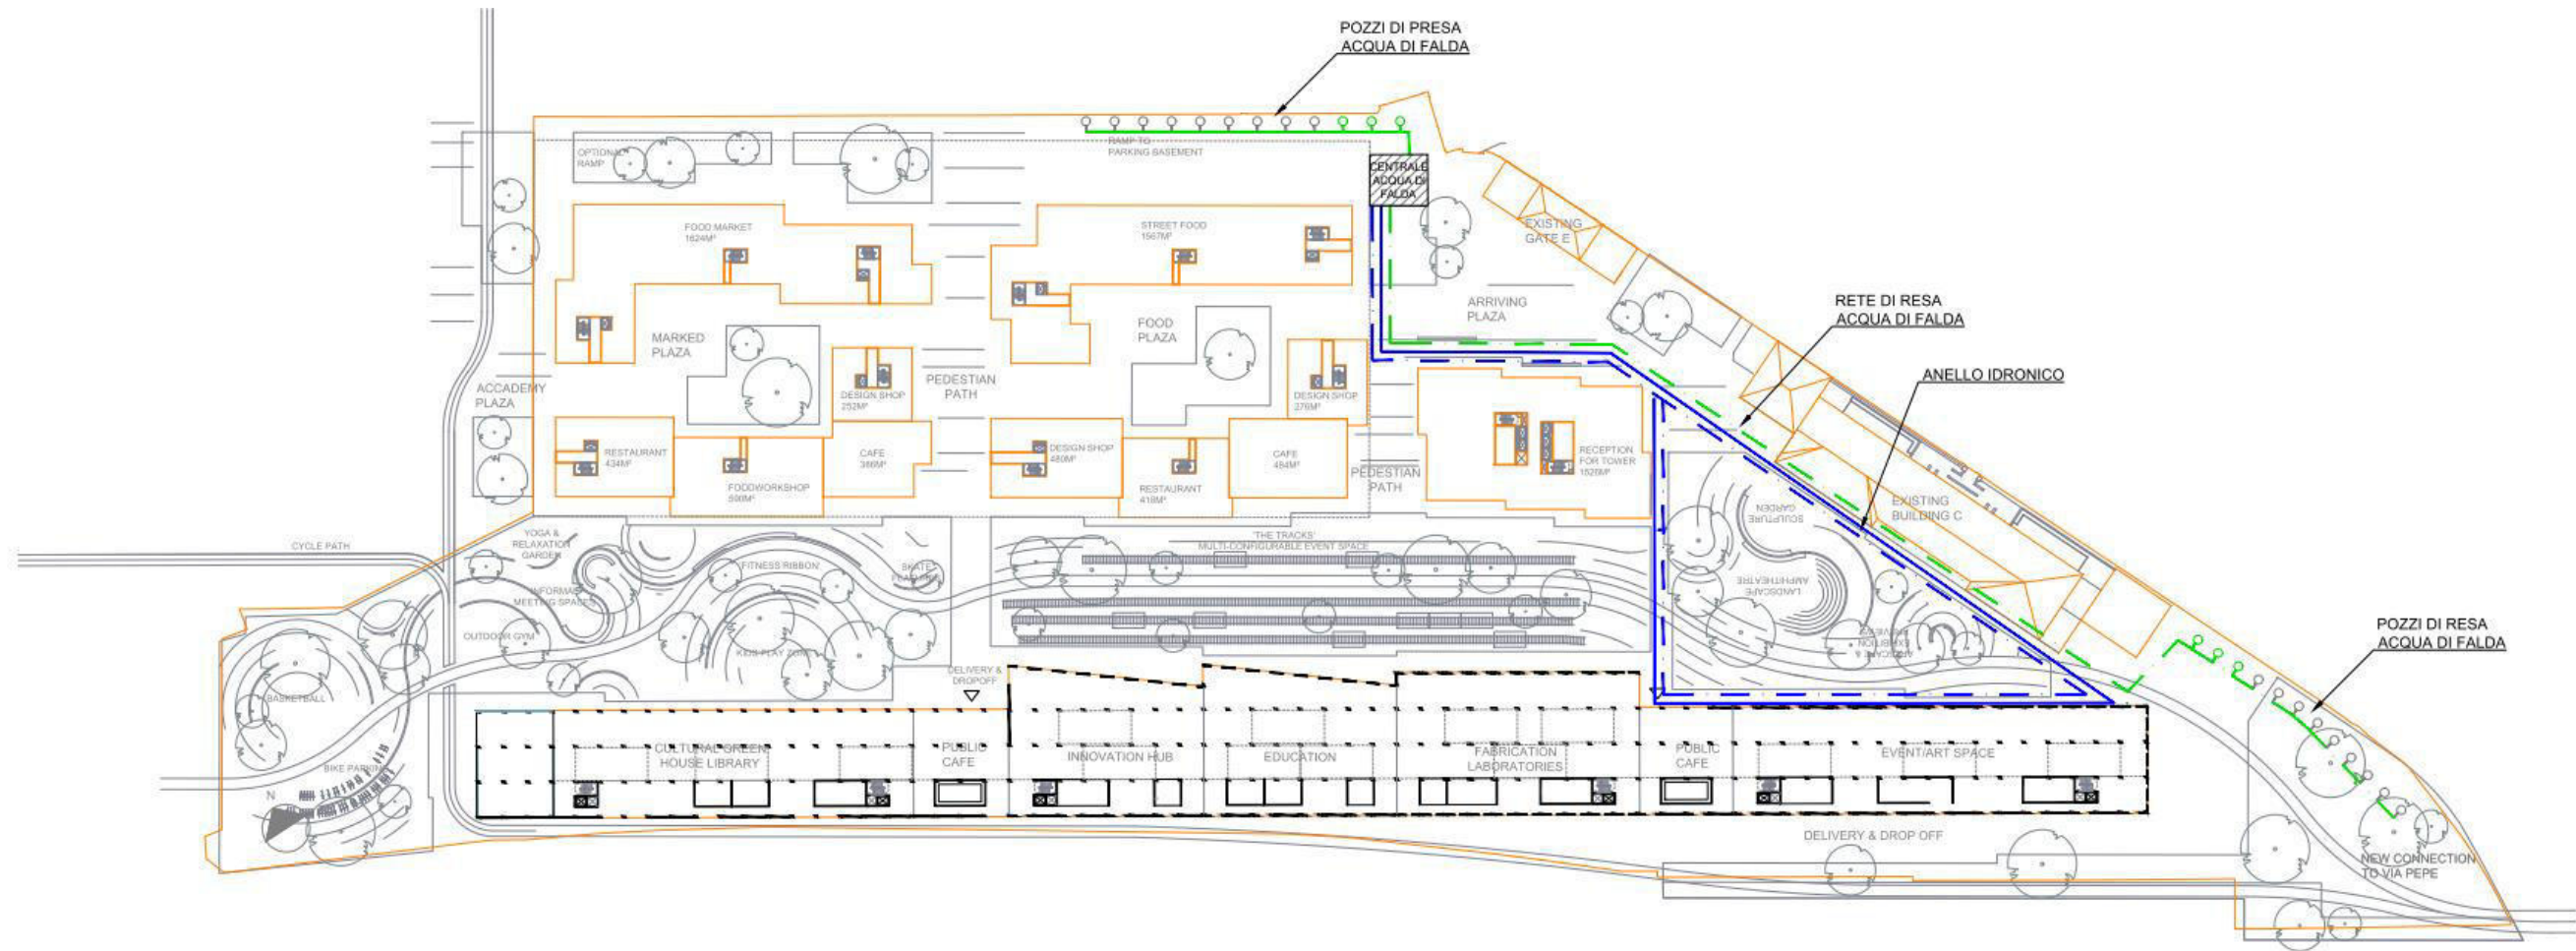 POZZI DI PRESA
ACQUA DI FALDA
OPTIONAL
RAMP
RAMP TO
PARKING BASEMENT
CENTRALE
ACQUA DI
FALDA
FOOD MARKET
1624M²
STREET FOOD
1567M²
EXISTING
GATE E
ARRIVING
PLAZA
RETE DI RESA
ACQUA DI FALDA
MARKED
PLAZA
FOOD
PLAZA
ANELLO IDRONICO
ACCADEMY
PLAZA
DESIGN SHOP
252M²
PEDESTIAN
PATH
DESIGN SHOP
276M²
RESTAURANT
434M²
FOODWORKSHOP
CAFE
DESIGN SHOP
480M²
RESTAURANT
418M²
CAFE
484M²
PEDESTIAN
PATH
RECEPTION
FOR TOWER
EXISTING
BUILDING C
SCULPTURE
GARDEN
LANDSCAPE
AMPHITHEATRE
CYCLE PATH
YOGA &
RELAXATION
GARDEN
FITNESS RIBBON
SKATE
'THE TRACKS'
MULTI-CONFIGURABLE EVENT SPACE
INFORMAL
MEETING SPACES
OUTDOOR GYM
KIDS PLAY ZONE
BASKETBALL
BIKE PARKING
N
DELIVERY &
DROPOFF
POZZI DI RESA
ACQUA DI FALDA
CULTURAL GREEN
HOUSE LIBRARY
PUBLIC
CAFE
INNOVATION HUB
EDUCATION
FABRICATION
LABORATORIES
PUBLIC
CAFE
EVENT/ART SPACE
DELIVERY & DROP OFF
NEW CONNECTION
TO VIA PEPE